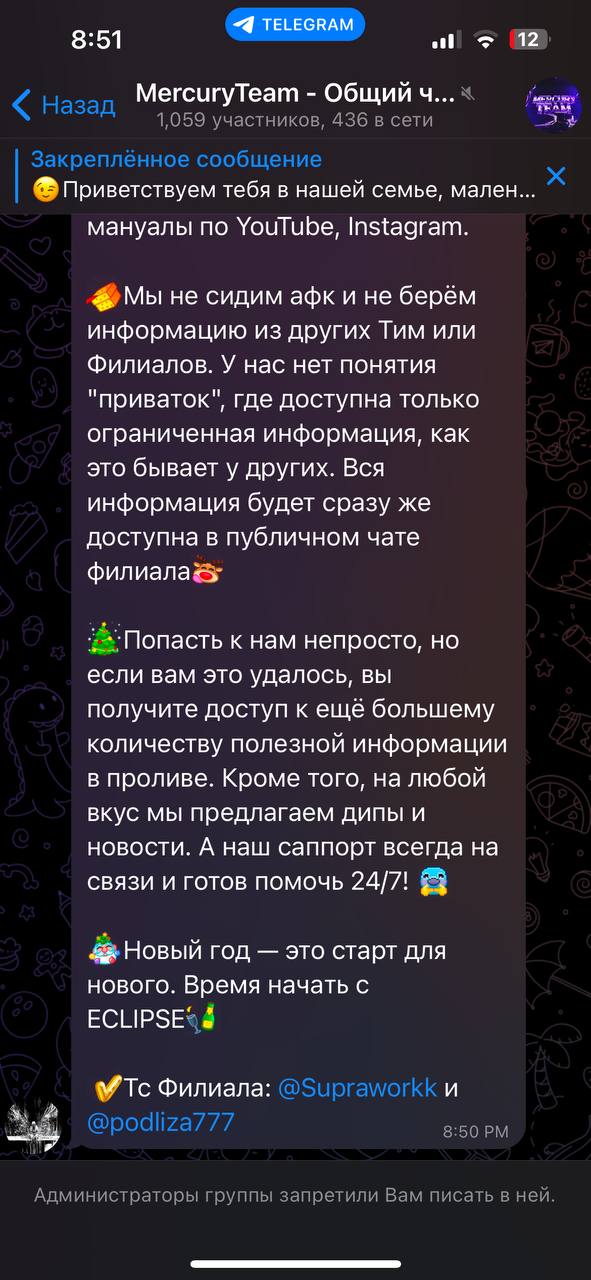 8:51
TELEGRAM
12
Назад
MercuryTeam - Общий ч...
1,059 участников, 436 в сети
Закреплённое сообщение
😉Приветствуем тебя в нашей семье, мален...
мануалы по YouTube, Instagram.
Мы не сидим афк и не берём
информацию из других Тим или
Филиалов. У нас нет понятия
"приваток", где доступна только
ограниченная информация, как
это бывает у других. Вся
информация будет сразу же
доступна в публичном чате
филиала
🎄Попасть к нам непросто, но
если вам это удалось, вы
получите доступ к ещё большему
количеству полезной информации
в проливе. Кроме того, на любой
вкус мы предлагаем дипы и
новости. А наш саппорт всегда на
связи и готов помочь 24/7!
Новый год — это старт для
нового. Время начать с
ECLIPSE
Тс Филиала: @Supraworkk и
@podliza777
8:50 PM
Администраторы группы запретили Вам писать в ней.
MERCURY
TEAM